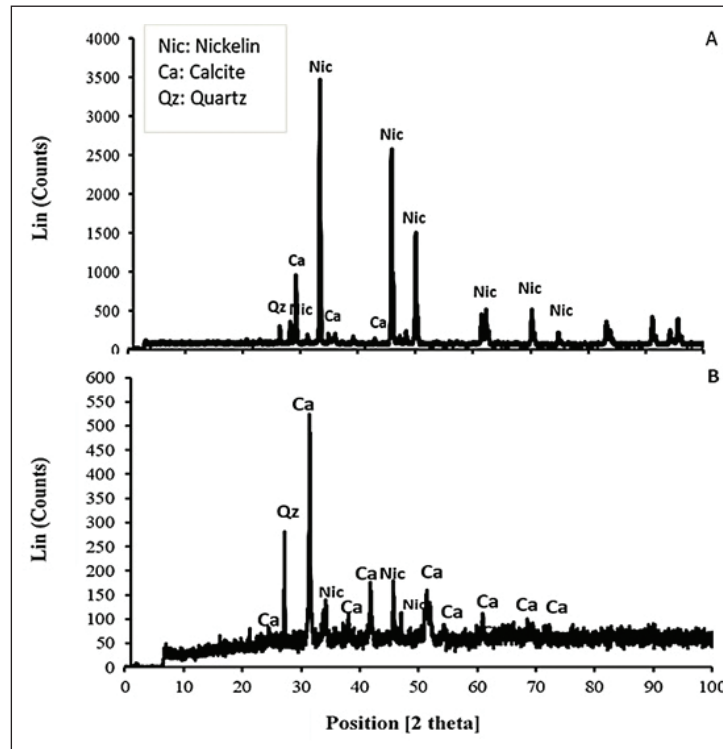 A
Nic: Nickelin
Ca: Calcite
Qz: Quartz
Lin (Counts)
4000
3500
3000
2500
2000
1500
1000
500
0
Nic
Nic
Nic
Ca
Qz
Nic
Ca
Ca
Nic
Nic
Nic
B
Lin (Counts)
600
550
500
450
400
350
300
250
200
150
100
50
0
Ca
Qz
Ca
Nic
Ca
Ca
Nic
Nic
Ca
Ca
Ca
Ca
Ca
0 10 20 30 40 50 60 70 80 90 100
Position [2 theta]